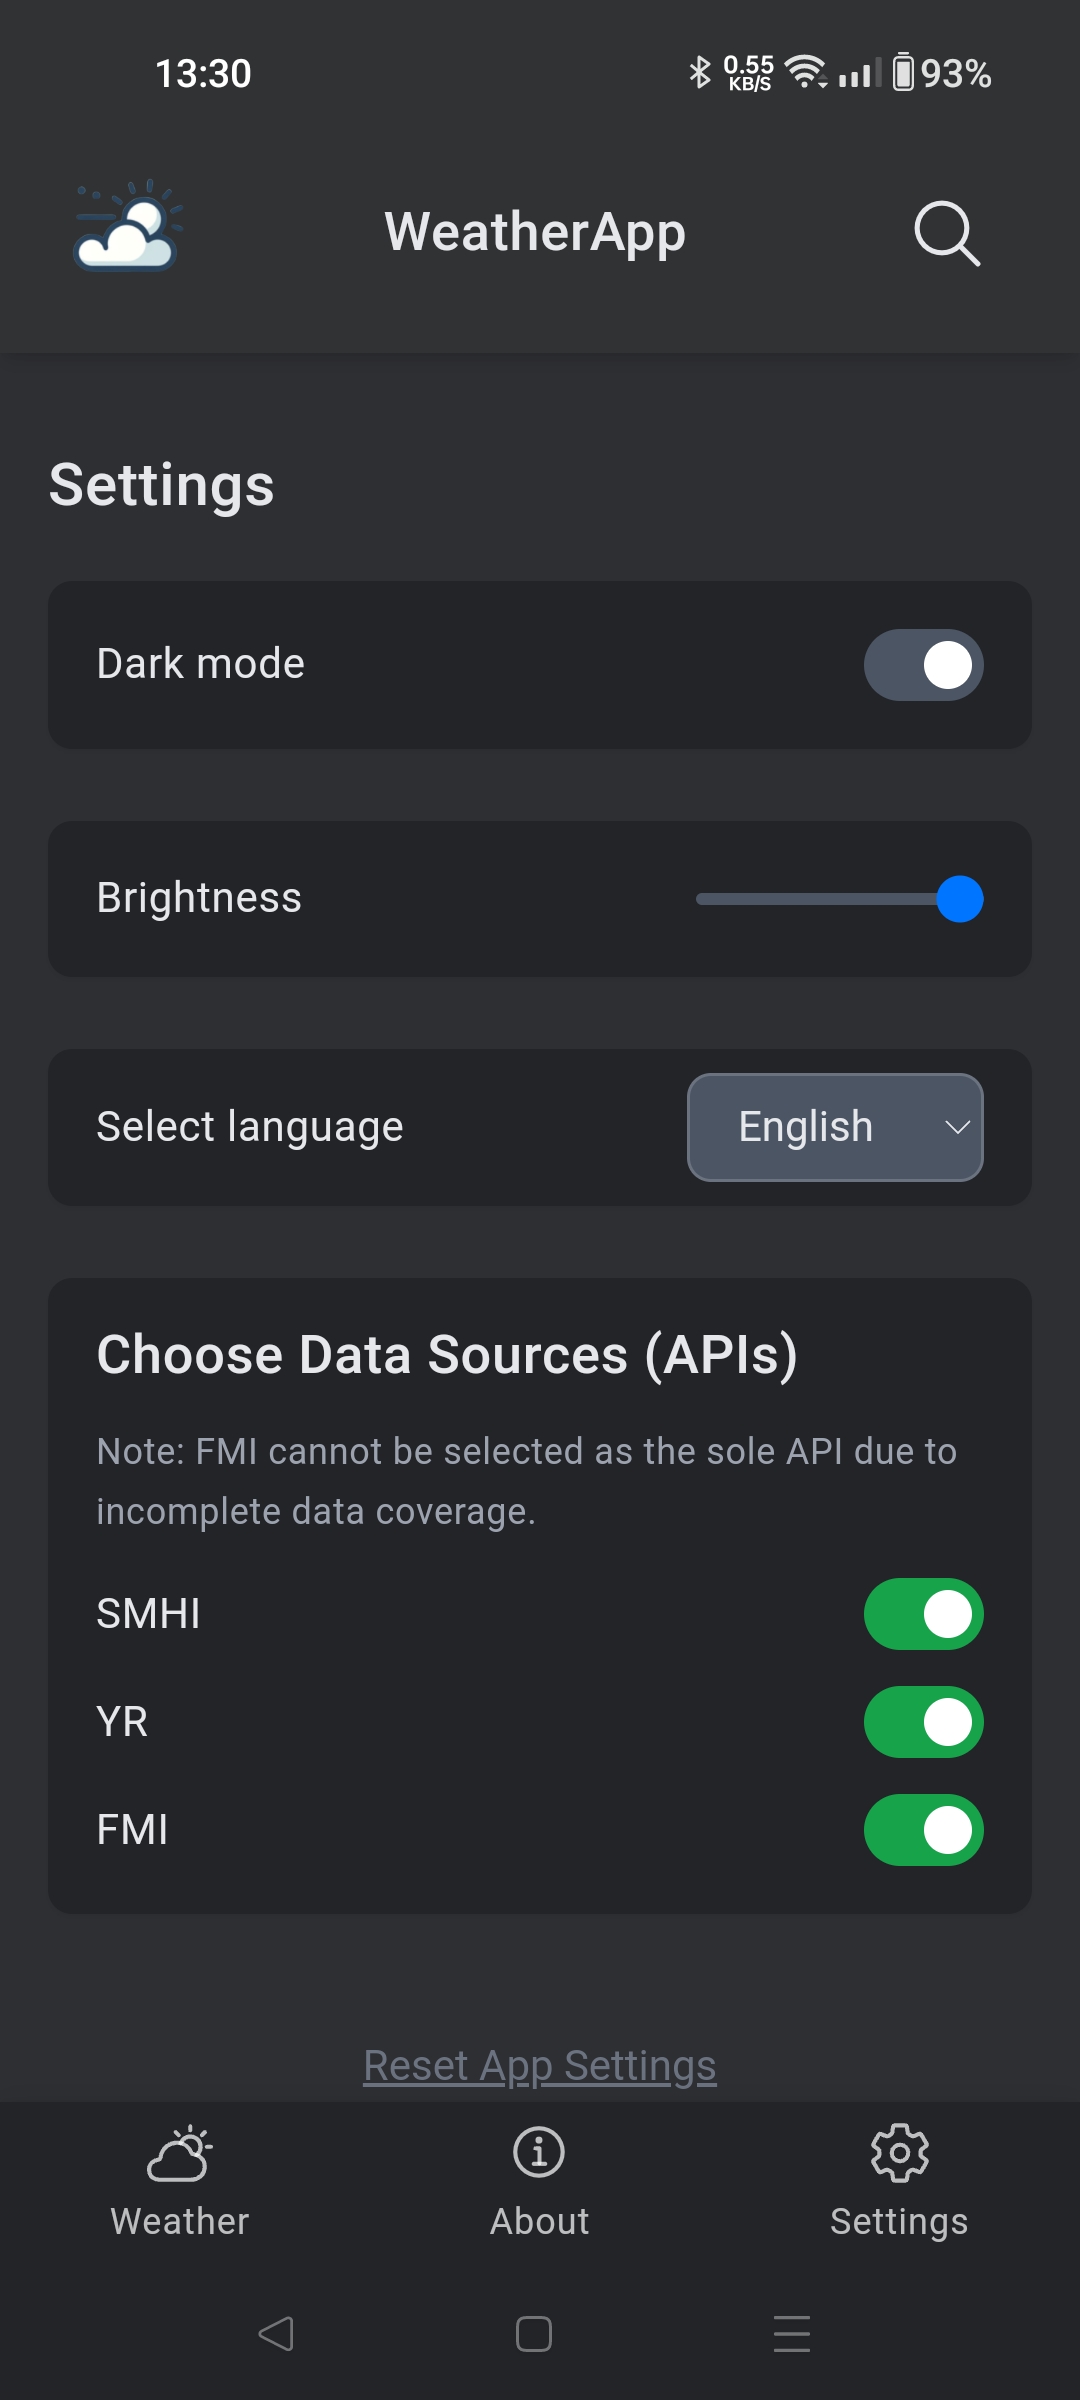 13:30
0.55
KB/S
93%
WeatherApp
Settings
Dark mode
Brightness
Select language
English
Choose Data Sources (APIs)
Note: FMI cannot be selected as the sole API due to
incomplete data coverage.
SMHI
YR
FMI
Reset App Settings
Weather
About
Settings